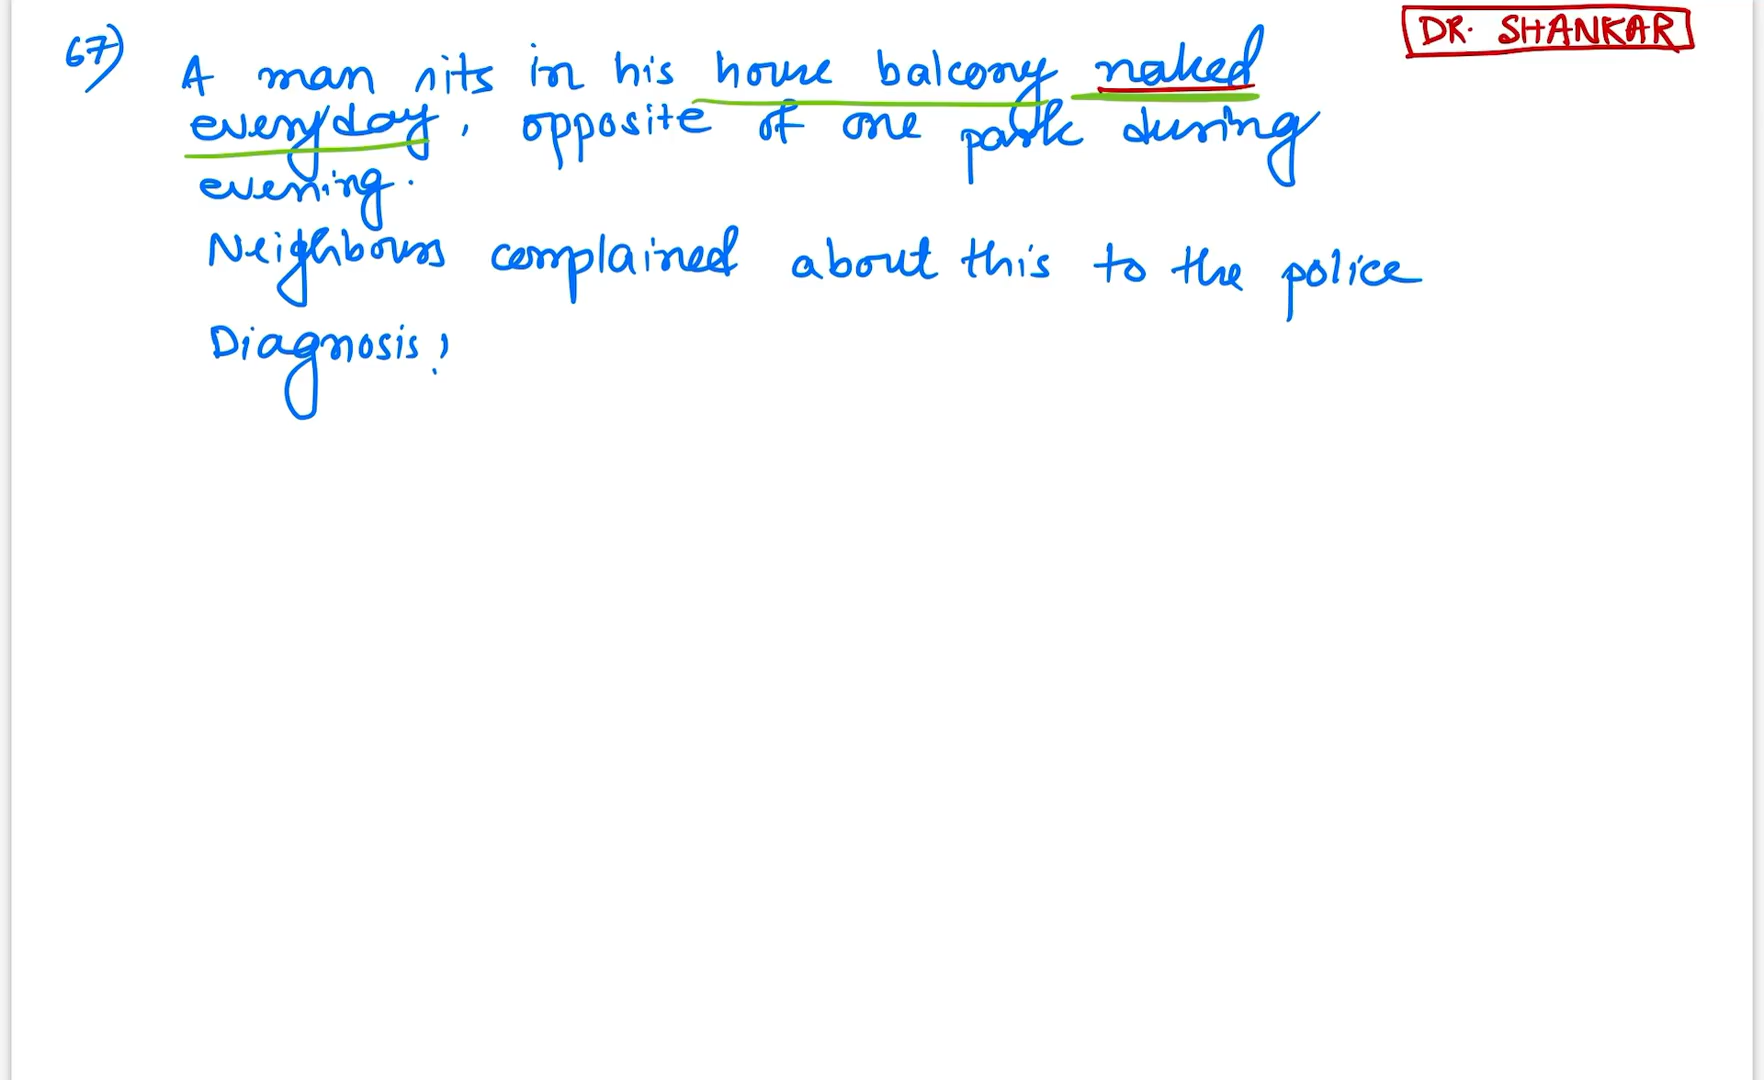 DR. SHANKAR
67) A man sits in his house balcony naked
everyday, opposite of one park during
evening.
Neighbours complained about this to the police
Diagnosis?